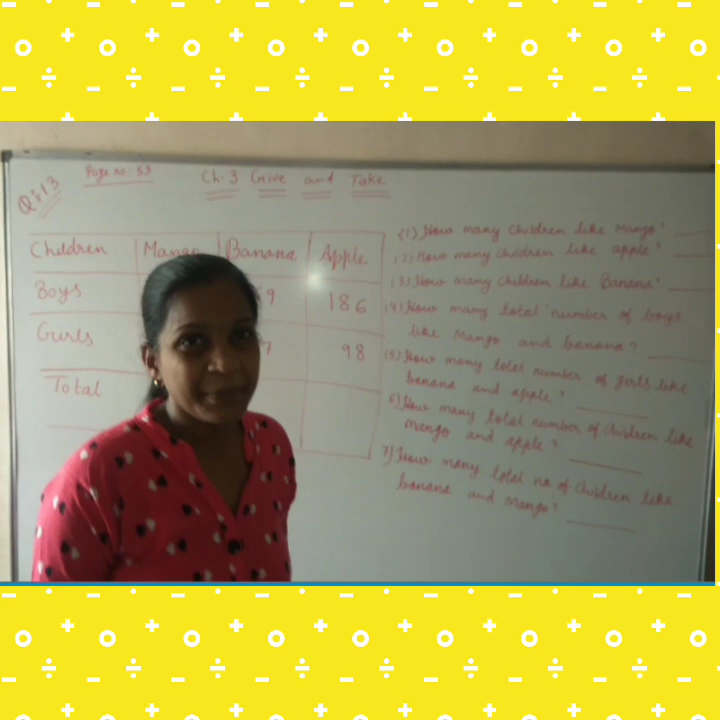 Q:13
Page no: 53
Ch-3 Give and Take
Children Mango Banana Apple
Boys 9 186
Gurls 7 98
Total
(1) How many Children like Mango?
(2) How many children like apple?
(3) How many Children like Banana?
(4) How many total number of boys
like Mango and banana?
(5) How many total number of girls like
banana and apple?
6) How many total number of children like
mango and apple?
7) How many total no of Children like
banana and Mango?